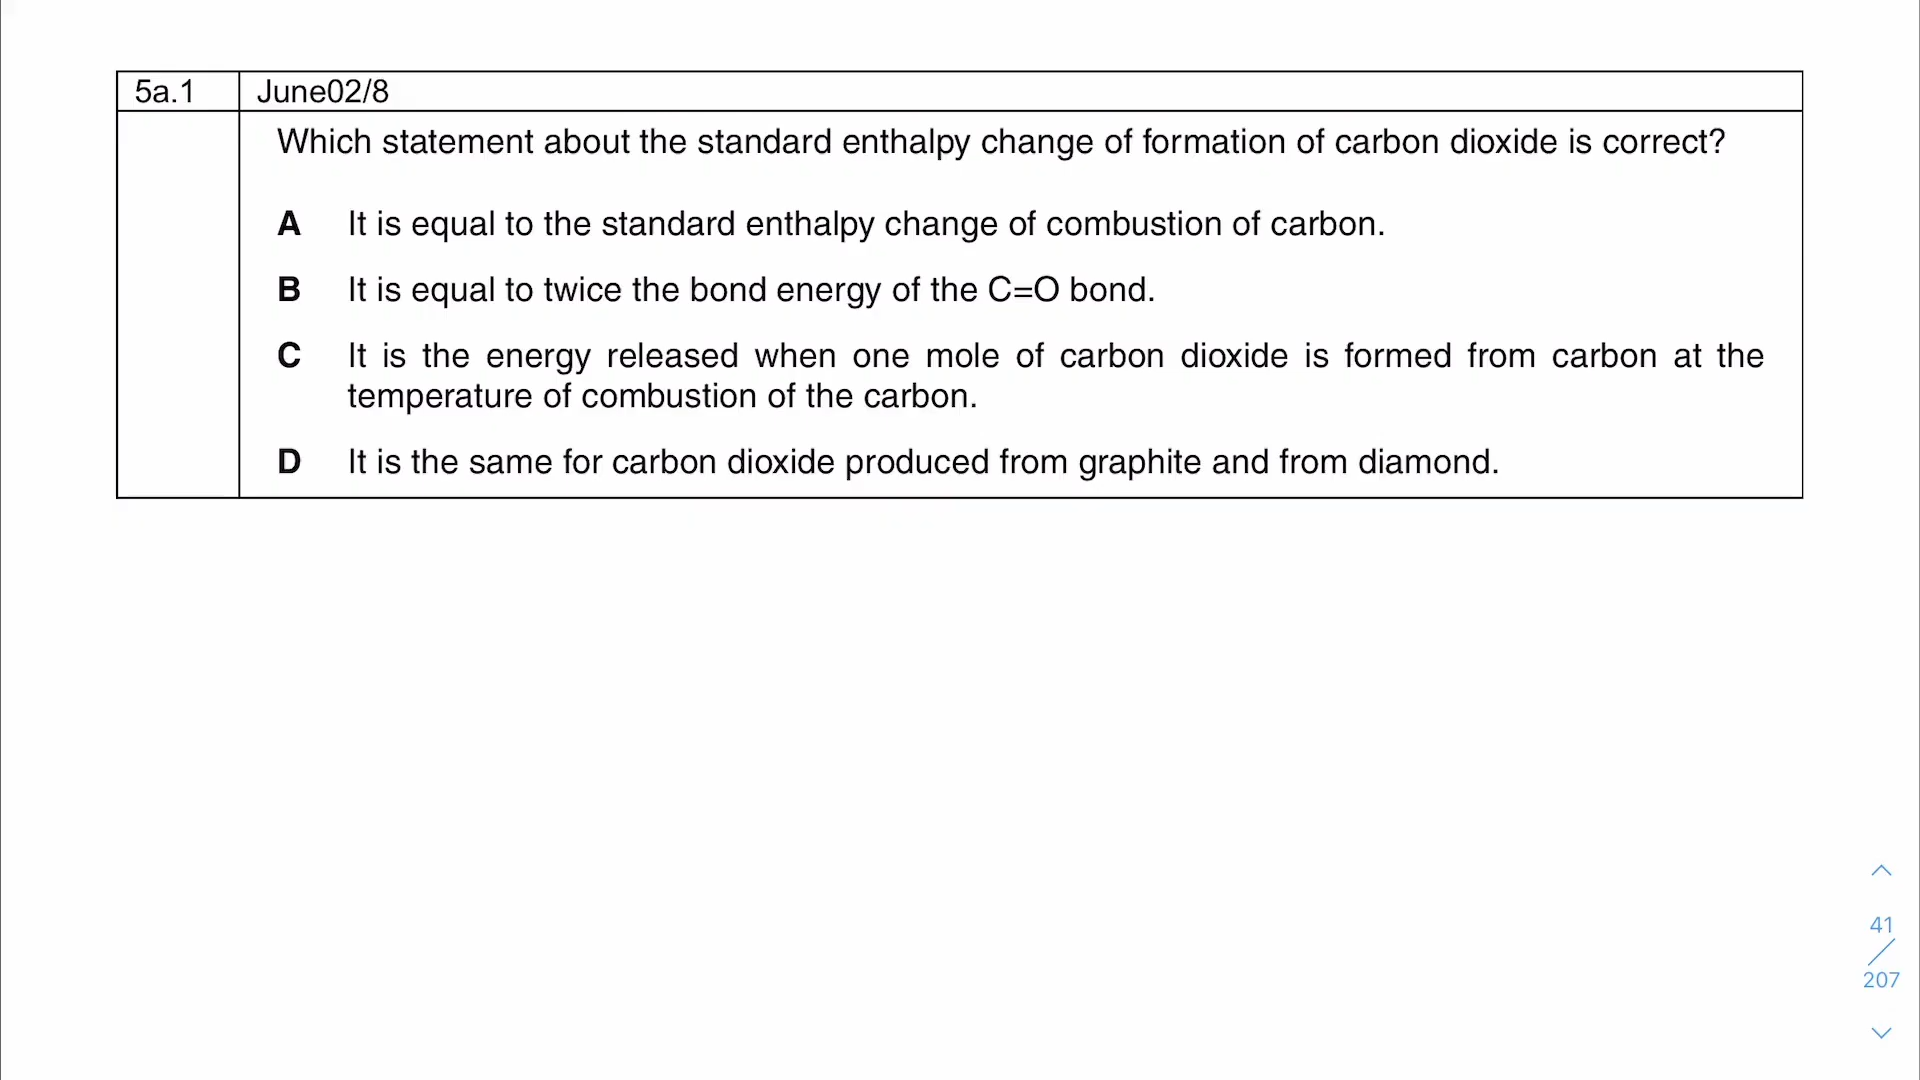 5a.1 June02/8
Which statement about the standard enthalpy change of formation of carbon dioxide is correct?
A It is equal to the standard enthalpy change of combustion of carbon.
B It is equal to twice the bond energy of the C=O bond.
C It is the energy released when one mole of carbon dioxide is formed from carbon at the
temperature of combustion of the carbon.
D It is the same for carbon dioxide produced from graphite and from diamond.
41
/
207